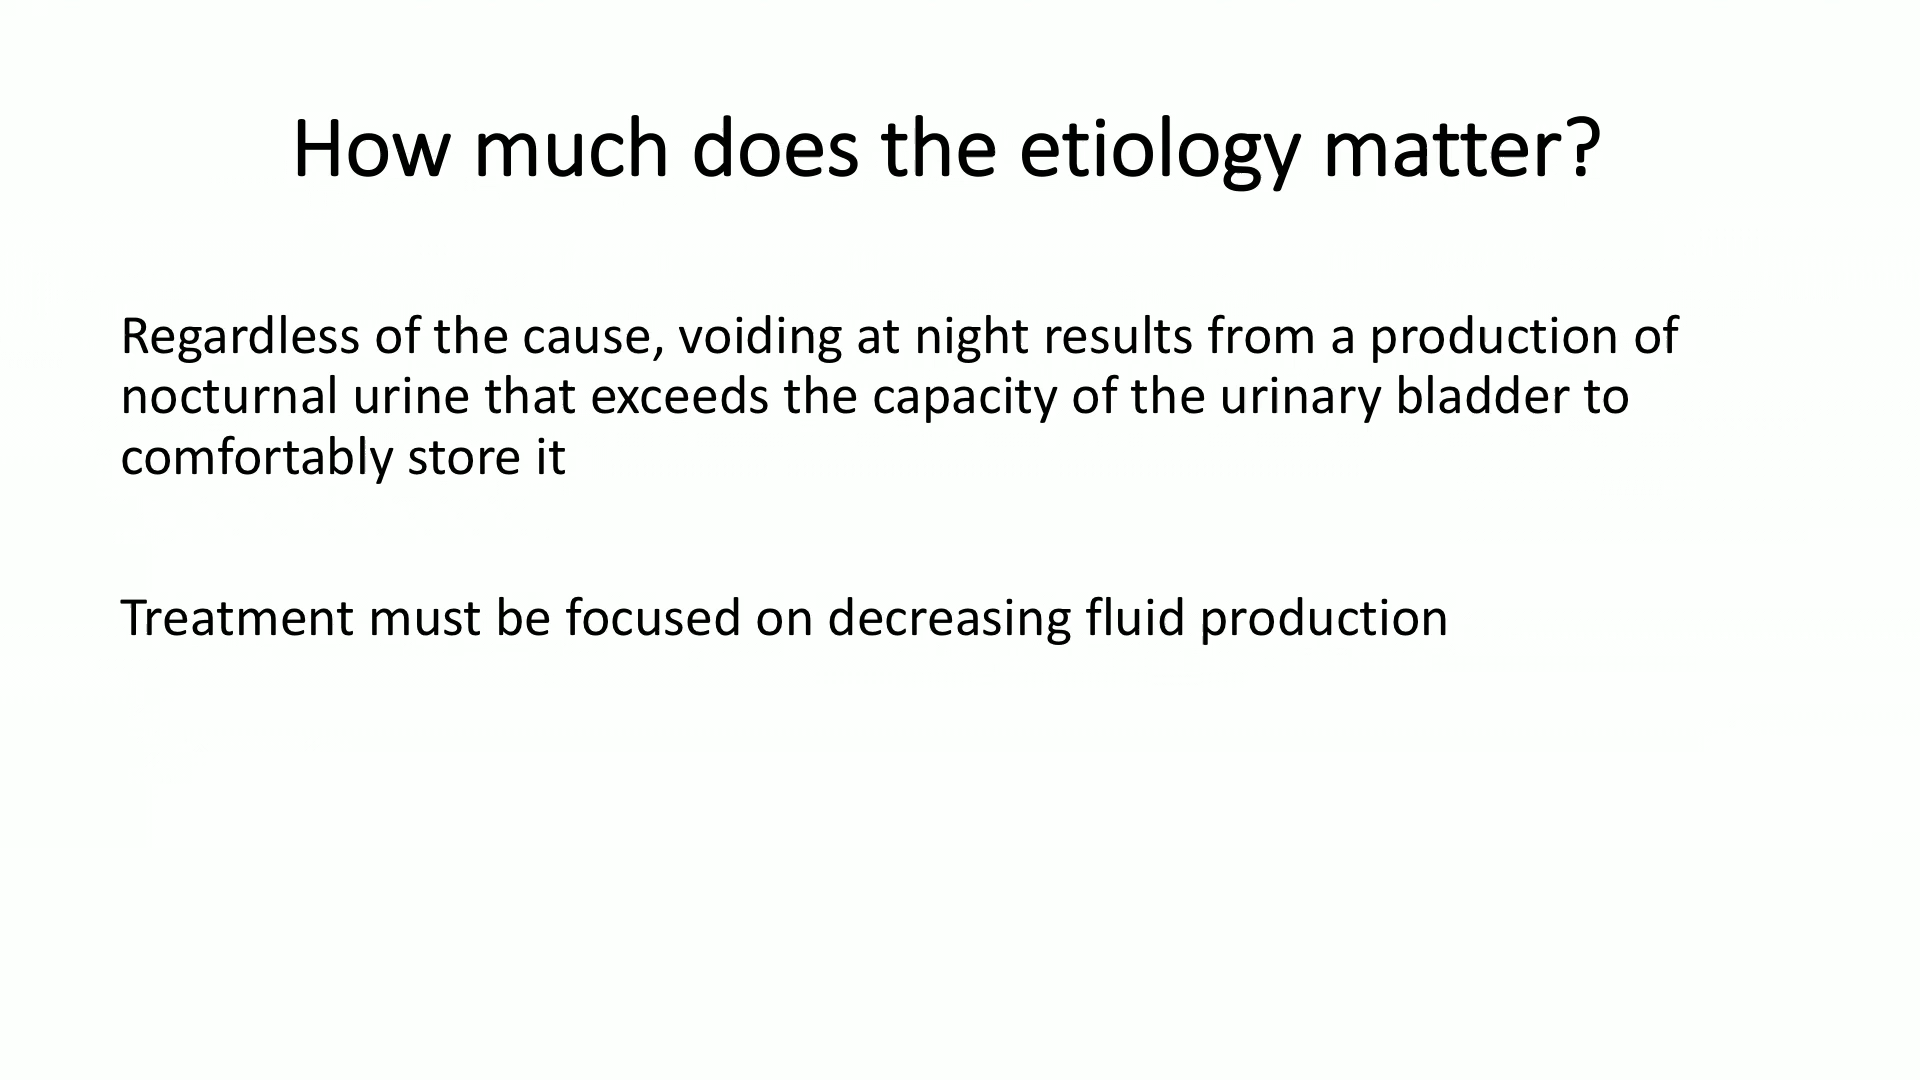 How much does the etiology matter?
Regardless of the cause, voiding at night results from a production of
nocturnal urine that exceeds the capacity of the urinary bladder to
comfortably store it
Treatment must be focused on decreasing fluid production